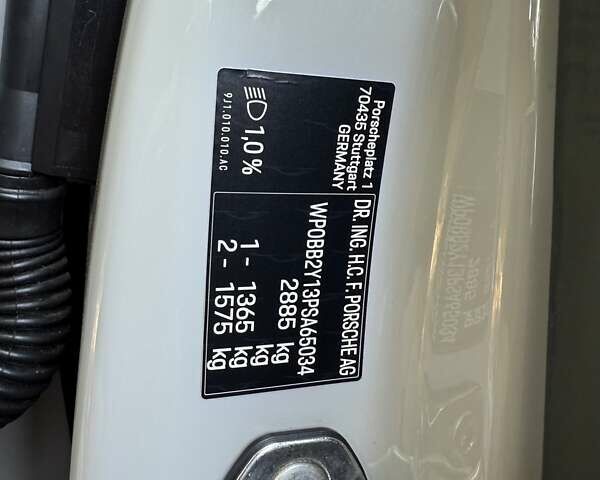 Porscheplatz 1
70435 Stuttgart
GERMANY
1,0 %
9J1.010.010.AC
DR. ING. H.C. F. PORSCHE AG
WP0BB2Y13PSA65034
2885 kg
1 - 1365 kg
2 - 1575 kg